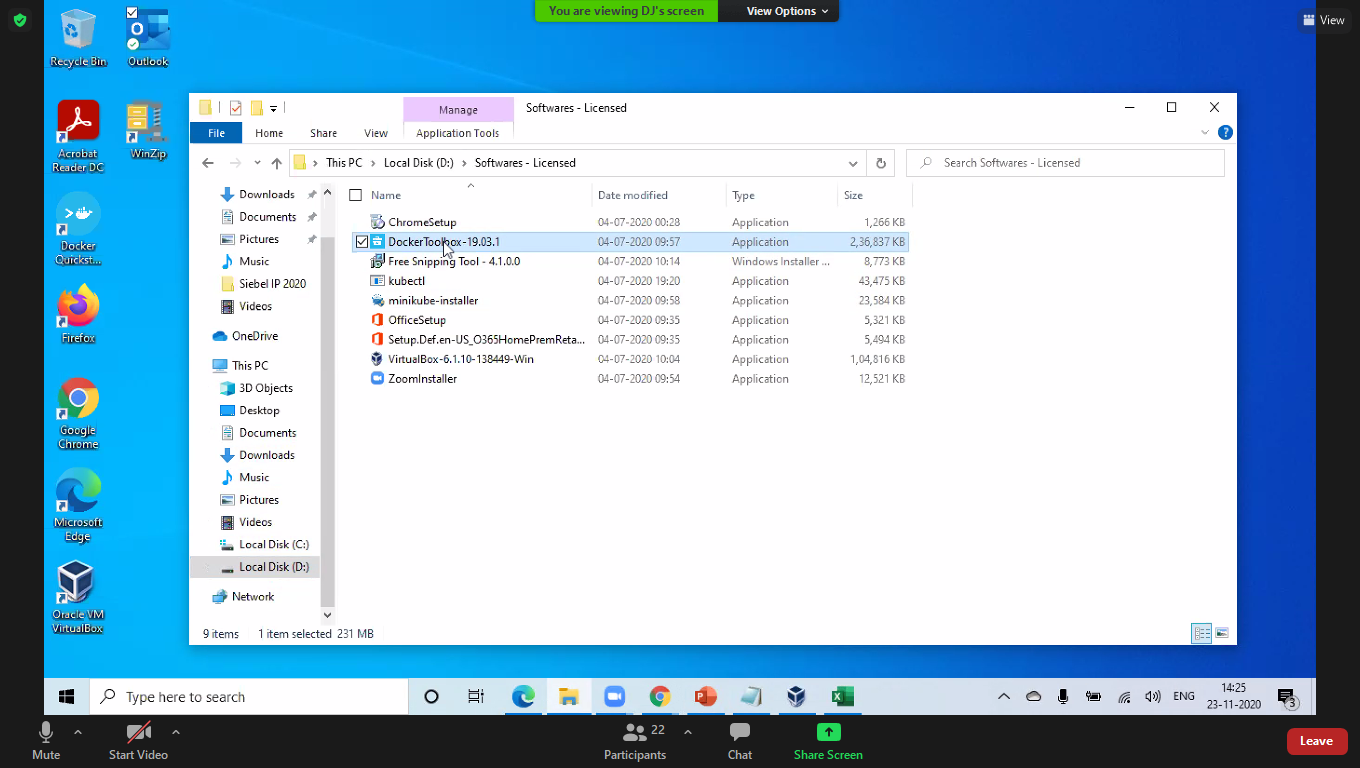 You are viewing DJ's screen
View Options
View
Recycle Bin
Outlook
Acrobat
Reader DC
WinZip
Docker
Quickst...
Firefox
Google
Chrome
Microsoft
Edge
Oracle VM
VirtualBox
Manage
Softwares - Licensed
File
Home
Share
View
Application Tools
This PC > Local Disk (D:) > Softwares - Licensed
Search Softwares - Licensed
Downloads
Documents
Pictures
Music
Siebel IP 2020
Videos
OneDrive
This PC
3D Objects
Desktop
Documents
Downloads
Music
Pictures
Videos
Local Disk (C:)
Local Disk (D:)
Network
Name Date modified Type Size
ChromeSetup 04-07-2020 00:28 Application 1,266 KB
DockerToolbox-19.03.1 04-07-2020 09:57 Application 2,36,837 KB
Free Snipping Tool - 4.1.0.0 04-07-2020 10:14 Windows Installer ... 8,773 KB
kubectl 04-07-2020 19:20 Application 43,475 KB
minikube-installer 04-07-2020 09:58 Application 23,584 KB
OfficeSetup 04-07-2020 09:35 Application 5,321 KB
Setup.Def.en-US_O365HomePremReta... 04-07-2020 09:35 Application 5,494 KB
VirtualBox-6.1.10-138449-Win 04-07-2020 10:04 Application 1,04,816 KB
ZoomInstaller 04-07-2020 09:54 Application 12,521 KB
9 items 1 item selected 231 MB
Type here to search
ENG
14:25
23-11-2020
3
Mute
Start Video
22
Participants
Chat
Share Screen
Leave